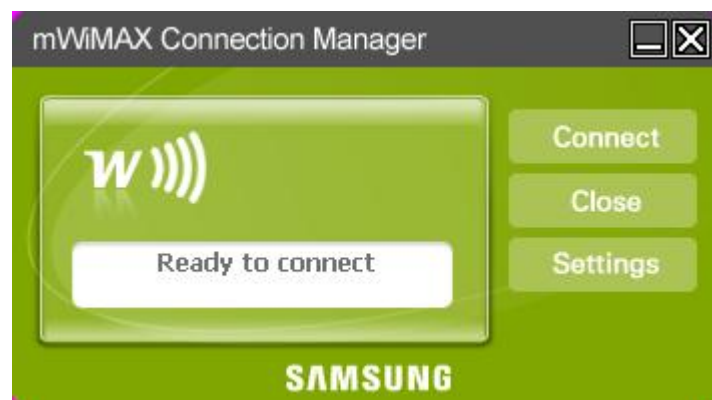 mWiMAX Connection Manager
w
Connect
Close
Ready to connect
Settings
SAMSUNG